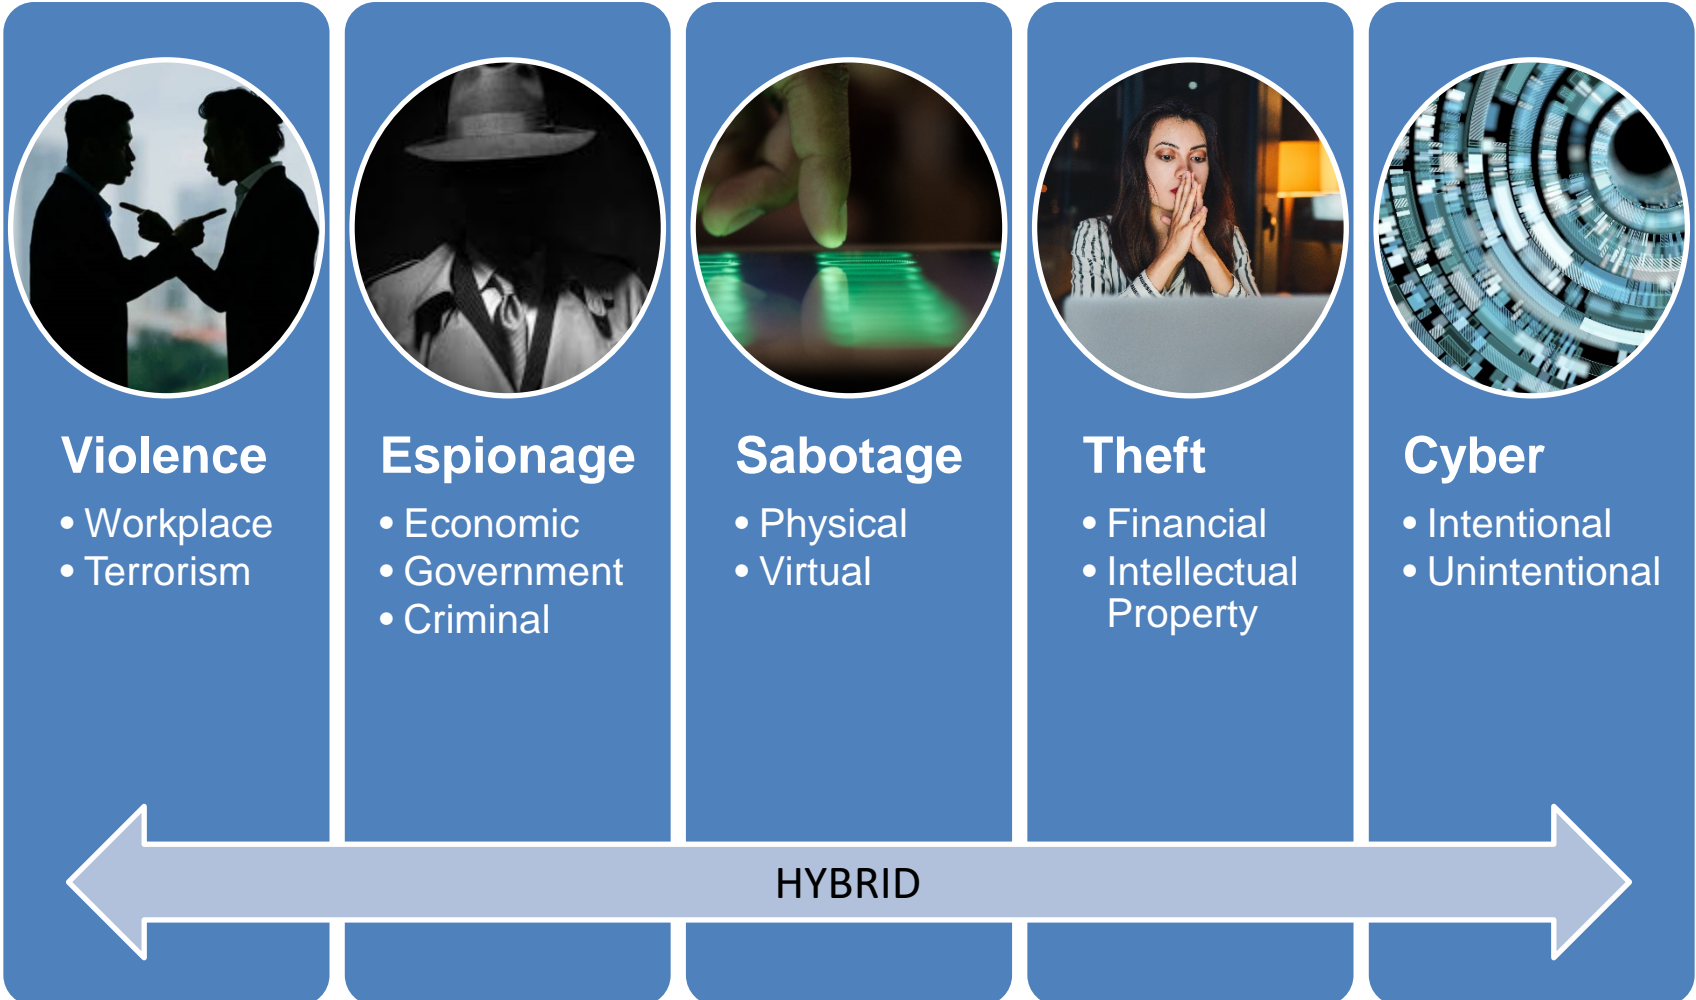 Violence
• Workplace
• Terrorism
Espionage
• Economic
• Government
• Criminal
Sabotage
• Physical
• Virtual
Theft
• Financial
• Intellectual
Property
Cyber
• Intentional
• Unintentional
HYBRID